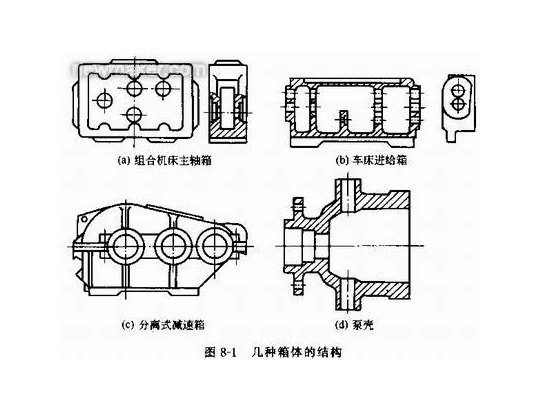 (a) 组合机床主轴箱
(b) 车床进给箱
(c) 分离式减速箱
(d) 泵壳
图 8-1 几种箱体的结构